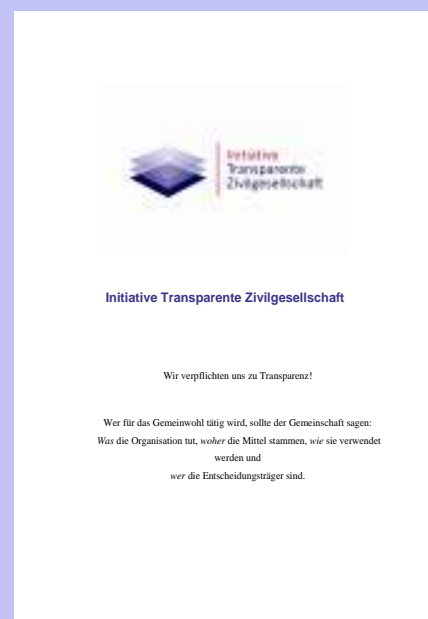 Initiative
Transparente
Zivilgesellschaft
Initiative Transparente Zivilgesellschaft
Wir verpflichten uns zu Transparenz!
Wer für das Gemeinwohl tätig wird, sollte der Gemeinschaft sagen:
Was die Organisation tut, woher die Mittel stammen, wie sie verwendet
werden und
wer die Entscheidungsträger sind.